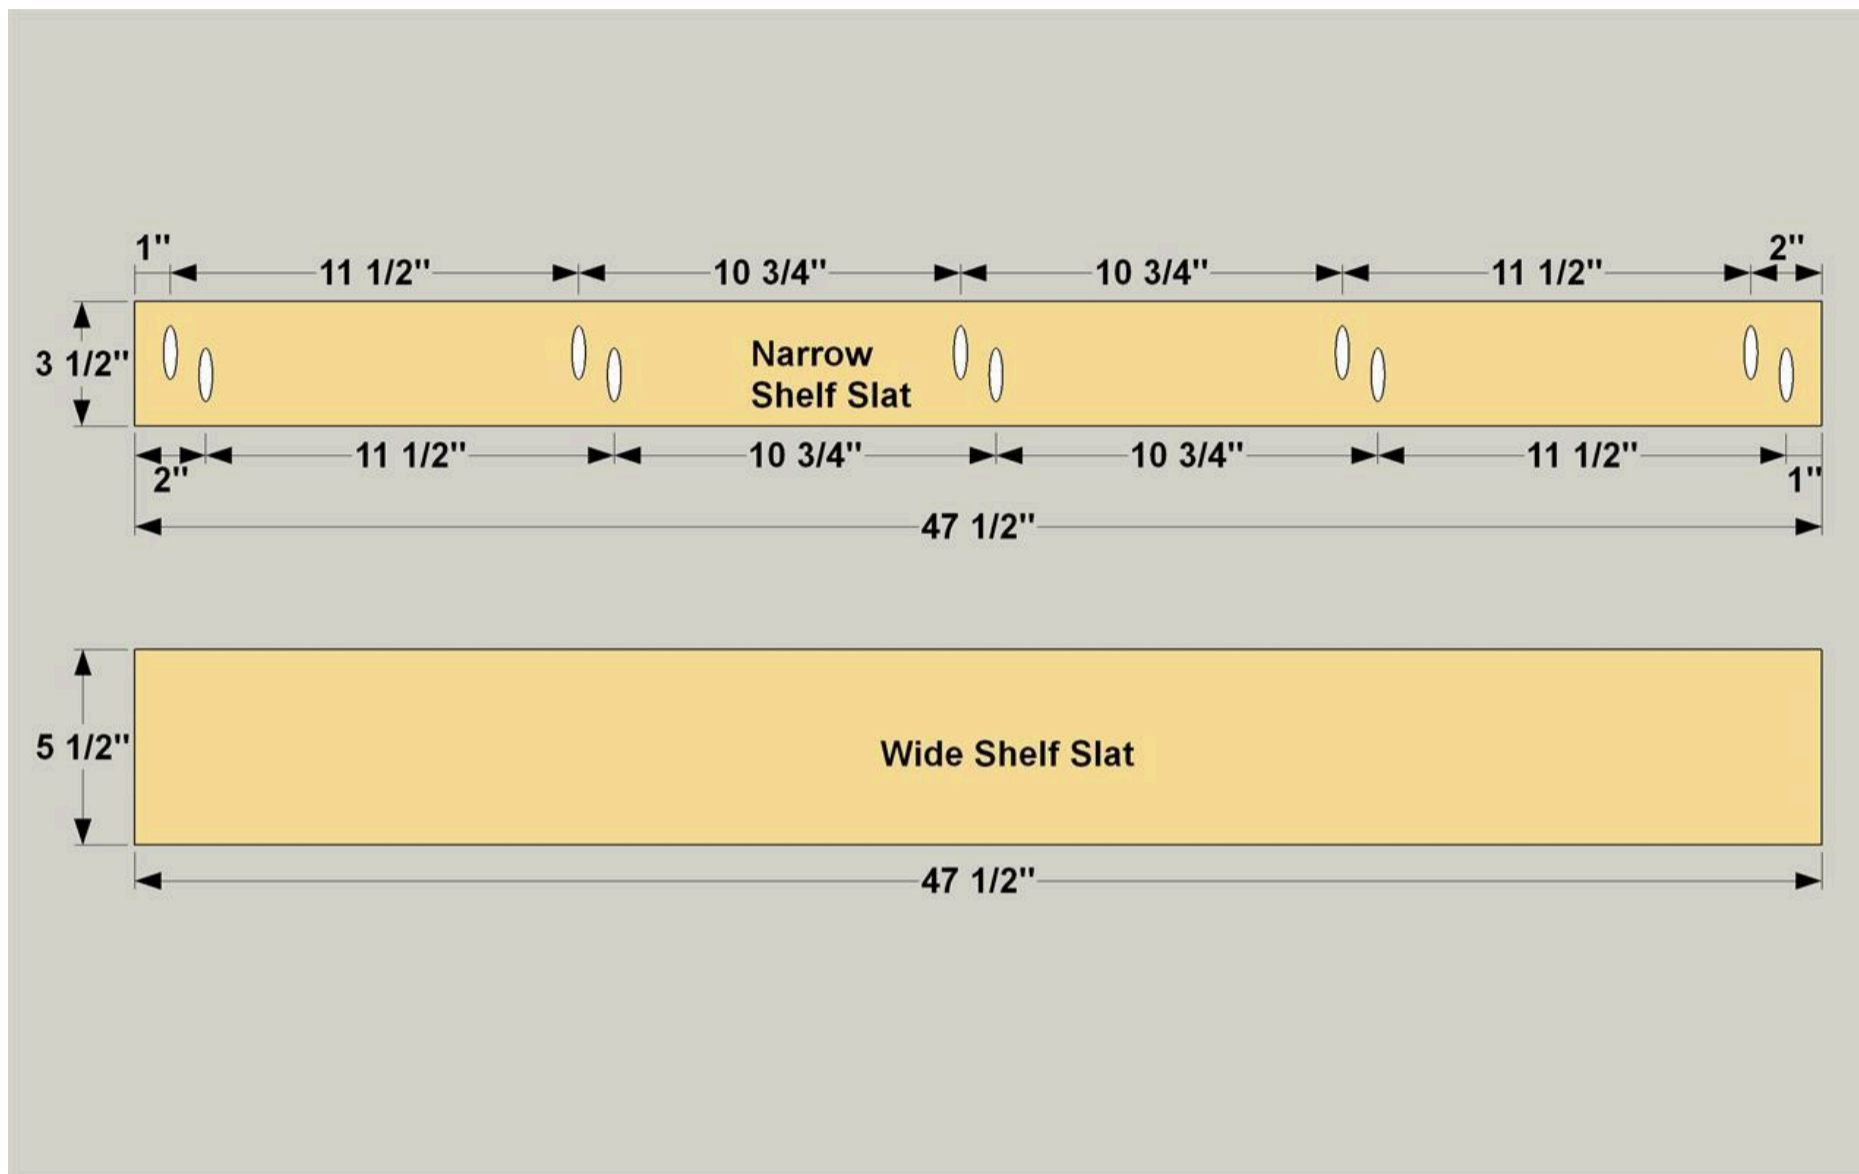 1" 2"
11 1/2" 10 3/4" 10 3/4" 11 1/2"
3 1/2"
Narrow
Shelf Slat
11 1/2" 10 3/4" 10 3/4" 11 1/2"
2" 1"
47 1/2"
5 1/2"
Wide Shelf Slat
47 1/2"